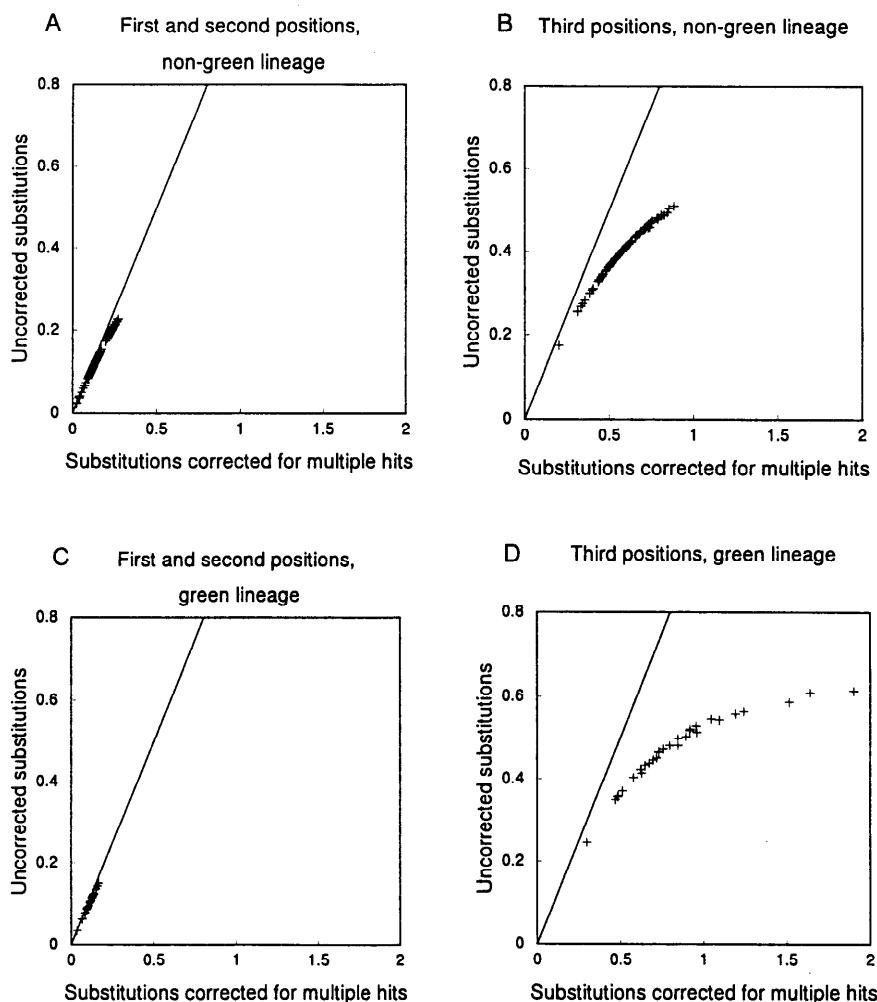 A
First and second positions,
non-green lineage
Uncorrected substitutions
0.8
0.6
0.4
0.2
0
0 0.5 1 1.5 2
Substitutions corrected for multiple hits
B
Third positions, non-green lineage
Uncorrected substitutions
0.8
0.6
0.4
0.2
0
0 0.5 1 1.5 2
Substitutions corrected for multiple hits
C
First and second positions,
green lineage
Uncorrected substitutions
0.8
0.6
0.4
0.2
0
0 0.5 1 1.5 2
Substitutions corrected for multiple hits
D
Third positions, green lineage
Uncorrected substitutions
0.8
0.6
0.4
0.2
0
0 0.5 1 1.5 2
Substitutions corrected for multiple hits